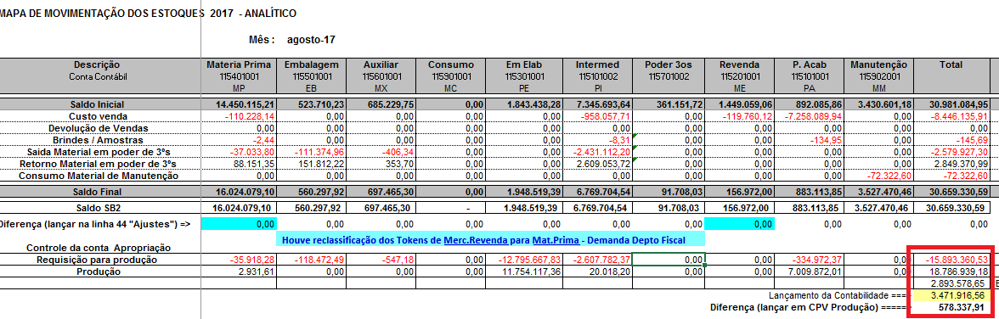 MAPA DE MOVIMENTAÇÃO DOS ESTOQUES 2017 - ANALÍTICO
Mês : agosto-17
Descrição Materia Prima Embalagem Auxiliar Consumo Em Elab Intermed Poder 3os Revenda P. Acab Manutenção Total
Conta Contábil 115401001 115501001 115601001 115901001 115301001 115101002 115701002 115201001 115101001 115902001
MP EB MX MC PE PI ME PA MM
Saldo Inicial 14.450.115,21 523.710,23 685.229,75 0,00 1.843.438,28 7.345.693,64 361.151,72 1.449.059,06 892.085,86 3.430.601,18 30.981.084,95
Custo venda -110.228,14 0,00 0,00 0,00 0,00 -958.057,71 0,00 -119.760,12 -7.258.089,94 0,00 -8.446.135,91
Devolução de Vendas 0,00 0,00 0,00 0,00 0,00 0,00 0,00 0,00 0,00 0,00 0,00
Brindes / Amostras -2,44 0,00 0,00 0,00 0,00 -8,31 0,00 0,00 -134,95 0,00 -145,69
Saida Material em poder de 3ºs -37.033,80 -111.374,96 -406,34 0,00 0,00 -2.431.112,20 0,00 0,00 0,00 0,00 -2.579.927,30
Retorno Material em poder de 3ºs 88.151,35 151.812,22 353,70 0,00 0,00 2.609.053,72 0,00 0,00 0,00 0,00 2.849.370,99
Consumo Material de Manutenção 0,00 0,00 0,00 0,00 0,00 0,00 0,00 0,00 0,00 -72.322,60 -72.322,60
Saldo Final 16.024.079,10 560.297,92 697.465,30 0,00 1.948.519,39 6.769.704,54 91.708,03 156.972,00 883.113,85 3.527.470,46 30.659.330,59
Saldo SB2 16.024.079,10 560.297,92 697.465,30 - 1.948.519,39 6.769.704,54 91.708,03 156.972,00 883.113,85 3.527.470,46 30.659.330,59
Diferença (lançar na linha 44 "Ajustes") => 0,00 0,00 0,00 0,00 0,00 0,00 0,00 0,00 0,00 0,00 0,00
Houve reclassificação dos Tokens de Merc.Revenda para Mat.Prima - Demanda Depto Fiscal
Controle da conta Apropriação
Requisição para produção -35.918,28 -118.472,49 -547,18 0,00 -12.795.667,83 -2.607.782,37 0,00 0,00 -334.972,37 0,00 -15.893.360,53
Produção 2.931,61 0,00 0,00 0,00 11.754.117,36 20.018,20 0,00 0,00 7.009.872,01 0,00 18.786.939,18
2.893.578,65
Lançamento da Contabilidade ====> 3.471.916,56
Diferença (lançar em CPV Produção) =====> 578.337,91